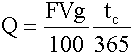 Q = FVg/100 t_c/365